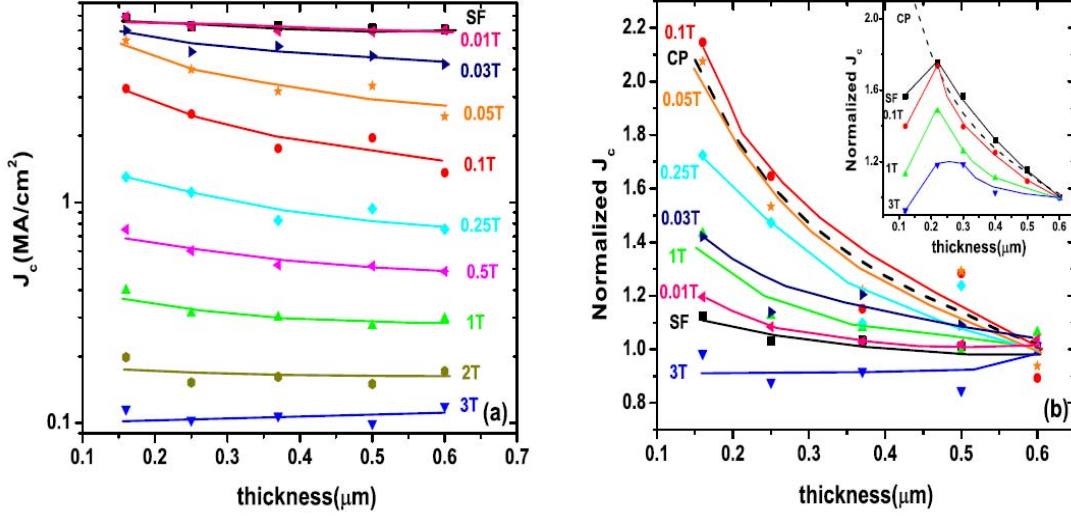 J_c(MA/cm²)
1
0.1
0.1 0.2 0.3 0.4 0.5 0.6 0.7
thickness(μm)
SF
0.01T
0.03T
0.05T
0.1T
0.25T
0.5T
1T
2T
3T
(a)
Normalized J_c
2.2
2.0
1.8
1.6
1.4
1.2
1.0
0.8
0.1 0.2 0.3 0.4 0.5 0.6
thickness(μm)
0.1T
CP
0.05T
0.25T
0.03T
1T
0.01T
SF
3T
(b)
Normalized J_c
2.0
1.6
1.2
0.1 0.2 0.3 0.4 0.5 0.6
thickness(μm)
CP
SF
0.1T
1T
3T